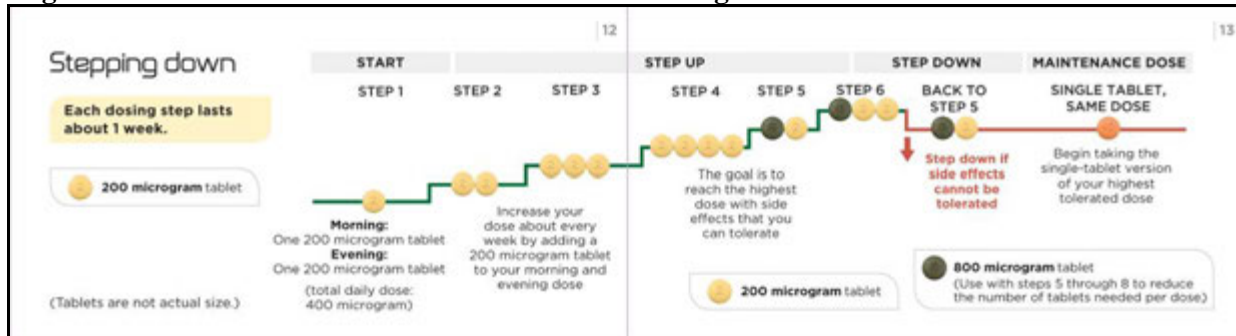 12
13
Stepping down
Each dosing step lasts
about 1 week.
200 microgram tablet
(Tablets are not actual size.)
START
STEP UP
STEP DOWN
MAINTENANCE DOSE
STEP 1
STEP 2
STEP 3
STEP 4
STEP 5
STEP 6
BACK TO
STEP 5
SINGLE TABLET,
SAME DOSE
Morning:
One 200 microgram tablet
Evening:
One 200 microgram tablet
(total daily dose:
400 microgram)
Increase your
dose about every
week by adding a
200 microgram tablet
to your morning and
evening dose
The goal is to
reach the highest
dose with side
effects that you
can tolerate
Step down if
side effects
cannot be
tolerated
Begin taking the
single-tablet version
of your highest
tolerated dose
200 microgram tablet
800 microgram tablet
(Use with steps 5 through 8 to reduce
the number of tablets needed per dose)